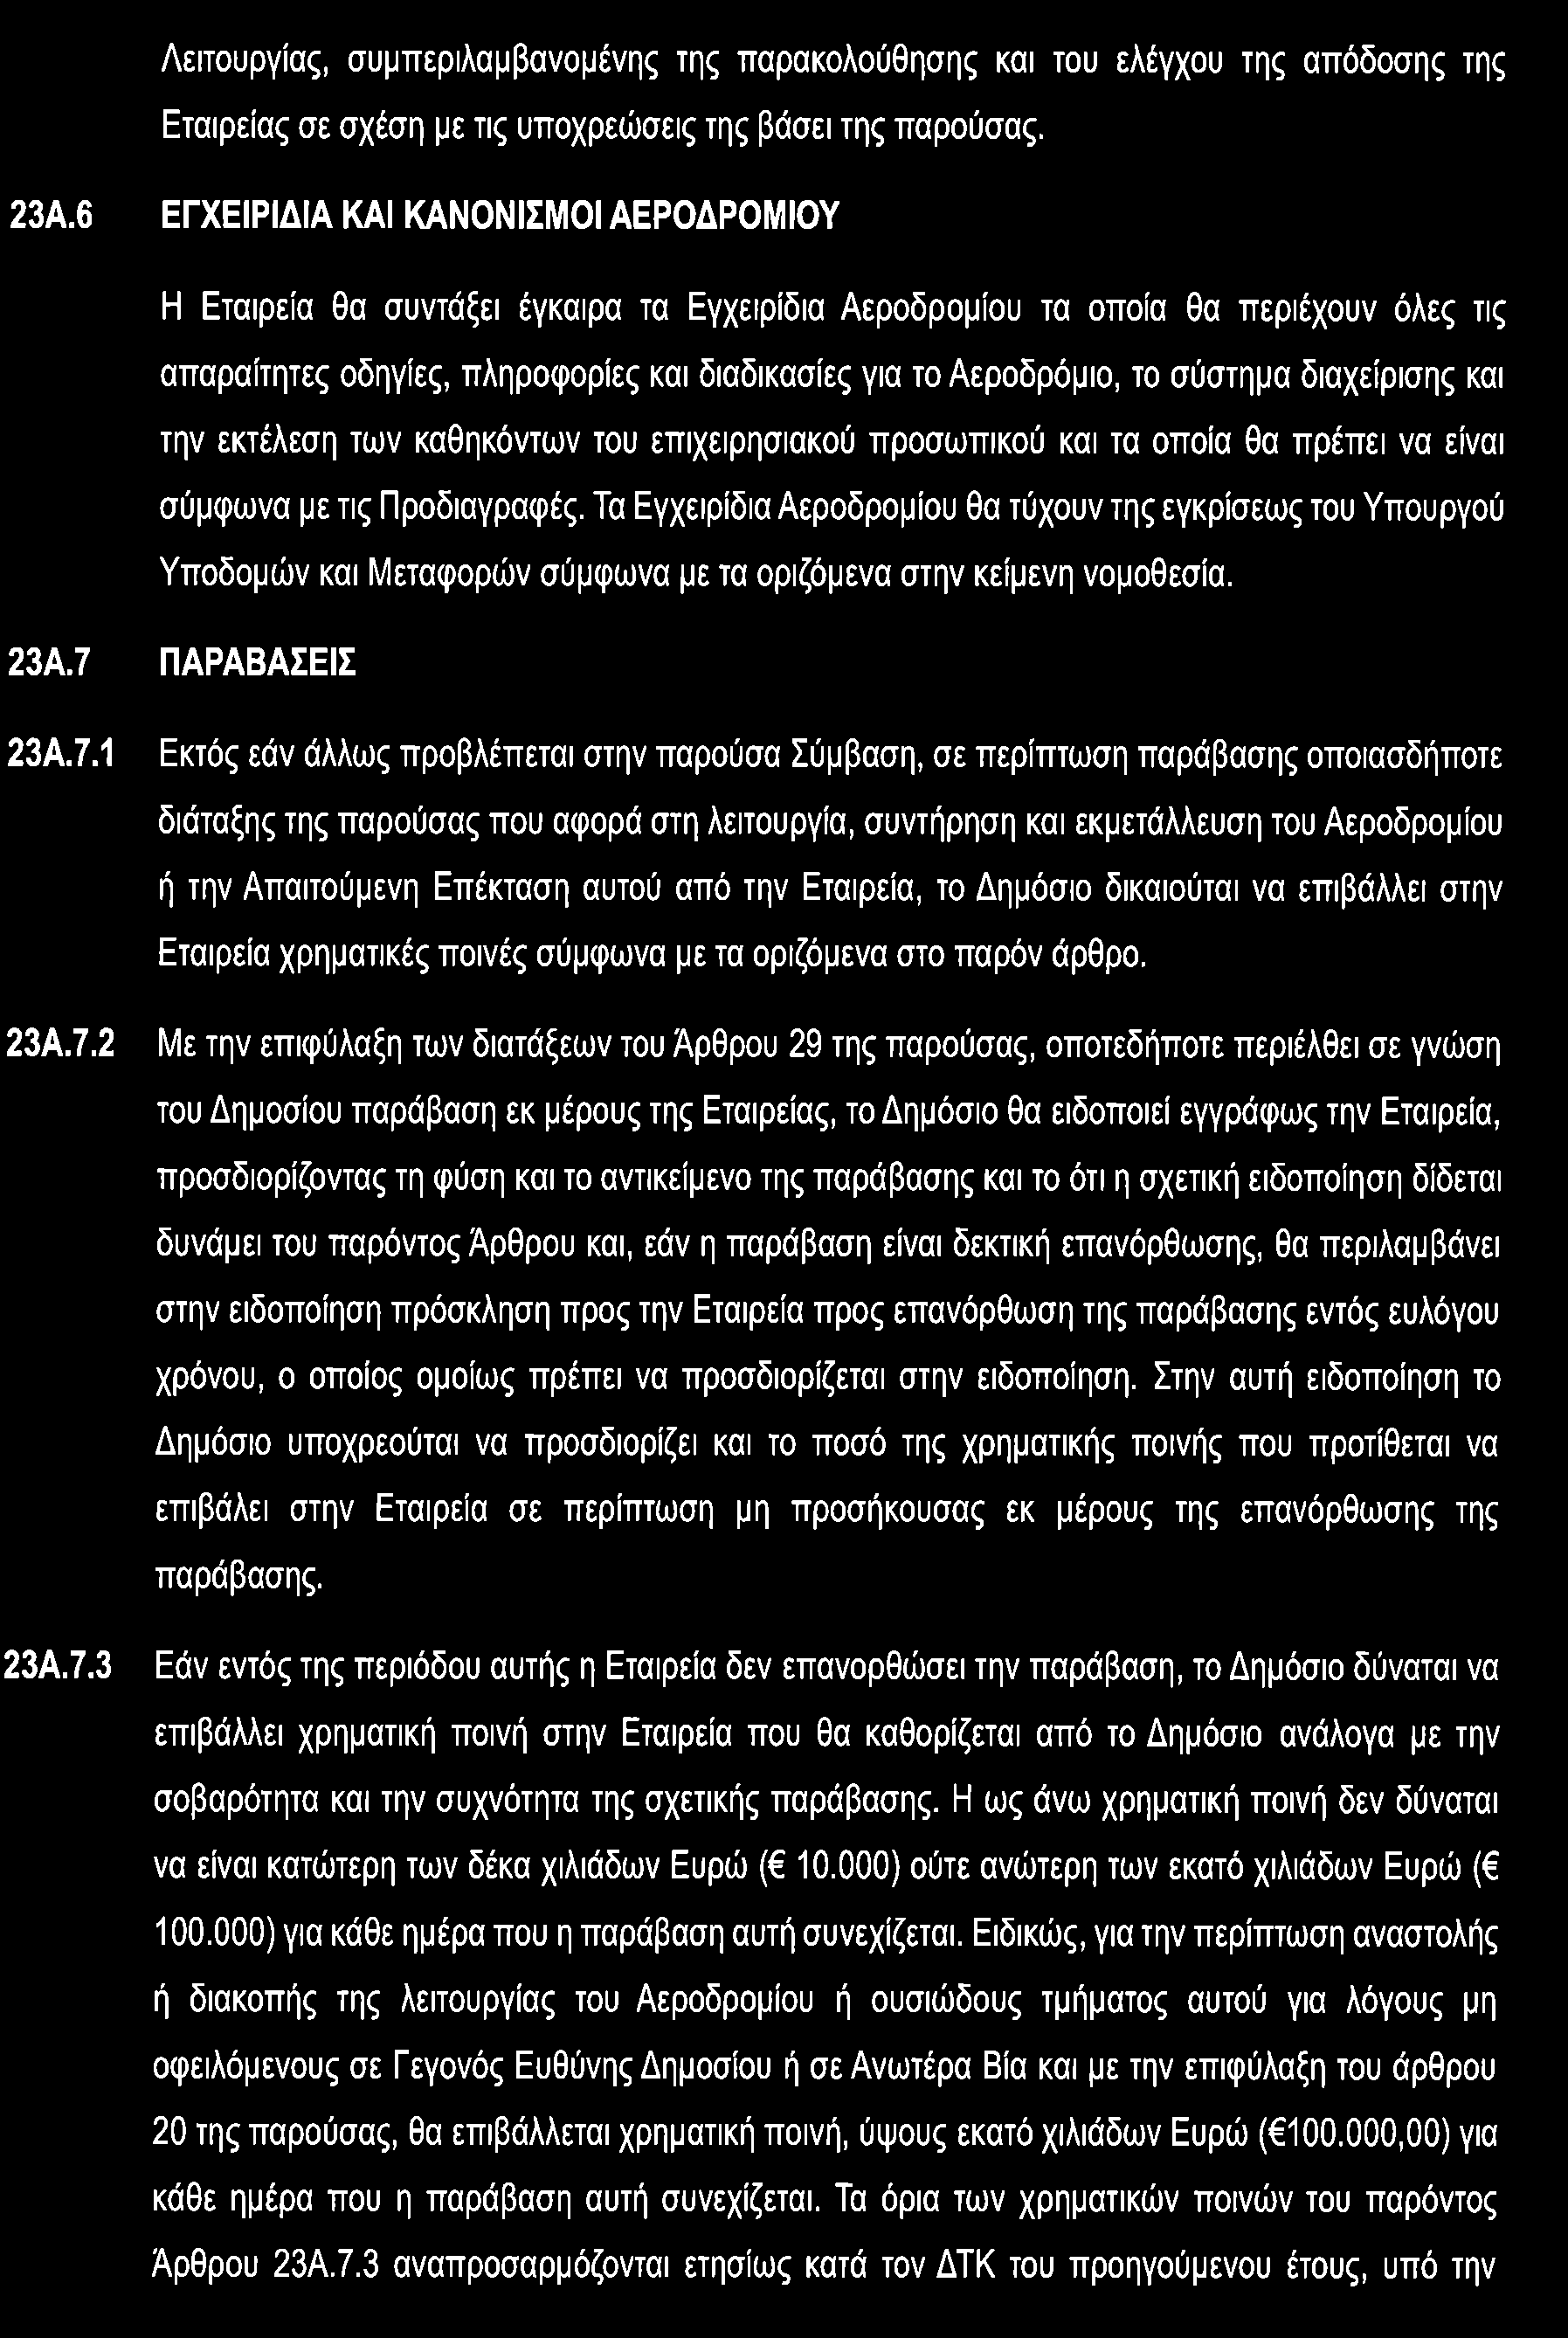 Λειτουργίας, συμπεριλαμβανομένης της παρακολούθησης και του ελέγχου της απόδοσης της
Εταιρείας σε σχέση με τις υποχρεώσεις της βάσει της παρούσας.
23Α.6 ΕΓΧΕΙΡΙΔΙΑ ΚΑΙ ΚΑΝΟΝΙΣΜΟΙ ΑΕΡΟΔΡΟΜΙΟΥ
Η Εταιρεία θα συντάξει έγκαιρα τα Εγχειρίδια Αεροδρομίου τα οποία θα περιέχουν όλες τις
απαραίτητες οδηγίες, πληροφορίες και διαδικασίες για το Αεροδρόμιο, το σύστημα διαχείρισης και
την εκτέλεση των καθηκόντων του επιχειρησιακού προσωπικού και τα οποία θα πρέπει να είναι
σύμφωνα με τις Προδιαγραφές. Τα Εγχειρίδια Αεροδρομίου θα τύχουν της εγκρίσεως του Υπουργού
Υποδομών και Μεταφορών σύμφωνα με τα οριζόμενα στην κείμενη νομοθεσία.
23Α.7 ΠΑΡΑΒΑΣΕΙΣ
23Α.7.1 Εκτός εάν άλλως προβλέπεται στην παρούσα Σύμβαση, σε περίπτωση παράβασης οποιασδήποτε
διάταξης της παρούσας που αφορά στη λειτουργία, συντήρηση και εκμετάλλευση του Αεροδρομίου
ή την Απαιτούμενη Επέκταση αυτού από την Εταιρεία, το Δημόσιο δικαιούται να επιβάλλει στην
Εταιρεία χρηματικές ποινές σύμφωνα με τα οριζόμενα στο παρόν άρθρο.
23Α.7.2 Με την επιφύλαξη των διατάξεων του Άρθρου 29 της παρούσας, οποτεδήποτε περιέλθει σε γνώση
του Δημοσίου παράβαση εκ μέρους της Εταιρείας, το Δημόσιο θα ειδοποιεί εγγράφως την Εταιρεία,
προσδιορίζοντας τη φύση και το αντικείμενο της παράβασης και το ότι η σχετική ειδοποίηση δίδεται
δυνάμει του παρόντος Άρθρου και, εάν η παράβαση είναι δεκτική επανόρθωσης, θα περιλαμβάνει
στην ειδοποίηση πρόσκληση προς την Εταιρεία προς επανόρθωση της παράβασης εντός ευλόγου
χρόνου, ο οποίος ομοίως πρέπει να προσδιορίζεται στην ειδοποίηση. Στην αυτή ειδοποίηση το
Δημόσιο υποχρεούται να προσδιορίζει και το ποσό της χρηματικής ποινής που προτίθεται να
επιβάλει στην Εταιρεία σε περίπτωση μη προσήκουσας εκ μέρους της επανόρθωσης της
παράβασης.
23Α.7.3 Εάν εντός της περιόδου αυτής η Εταιρεία δεν επανορθώσει την παράβαση, το Δημόσιο δύναται να
επιβάλλει χρηματική ποινή στην Εταιρεία που θα καθορίζεται από το Δημόσιο ανάλογα με την
σοβαρότητα και την συχνότητα της σχετικής παράβασης. Η ως άνω χρηματική ποινή δεν δύναται
να είναι κατώτερη των δέκα χιλιάδων Ευρώ (€ 10.000) ούτε ανώτερη των εκατό χιλιάδων Ευρώ (€
100.000) για κάθε ημέρα που η παράβαση αυτή συνεχίζεται. Ειδικώς, για την περίπτωση αναστολής
ή διακοπής της λειτουργίας του Αεροδρομίου ή ουσιώδους τμήματος αυτού για λόγους μη
οφειλόμενους σε Γεγονός Ευθύνης Δημοσίου ή σε Ανωτέρα Βία και με την επιφύλαξη του άρθρου
20 της παρούσας, θα επιβάλλεται χρηματική ποινή, ύψους εκατό χιλιάδων Ευρώ (€100.000,00) για
κάθε ημέρα που η παράβαση αυτή συνεχίζεται. Τα όρια των χρηματικών ποινών του παρόντος
Άρθρου 23Α.7.3 αναπροσαρμόζονται ετησίως κατά τον ΔΤΚ του προηγούμενου έτους, υπό την